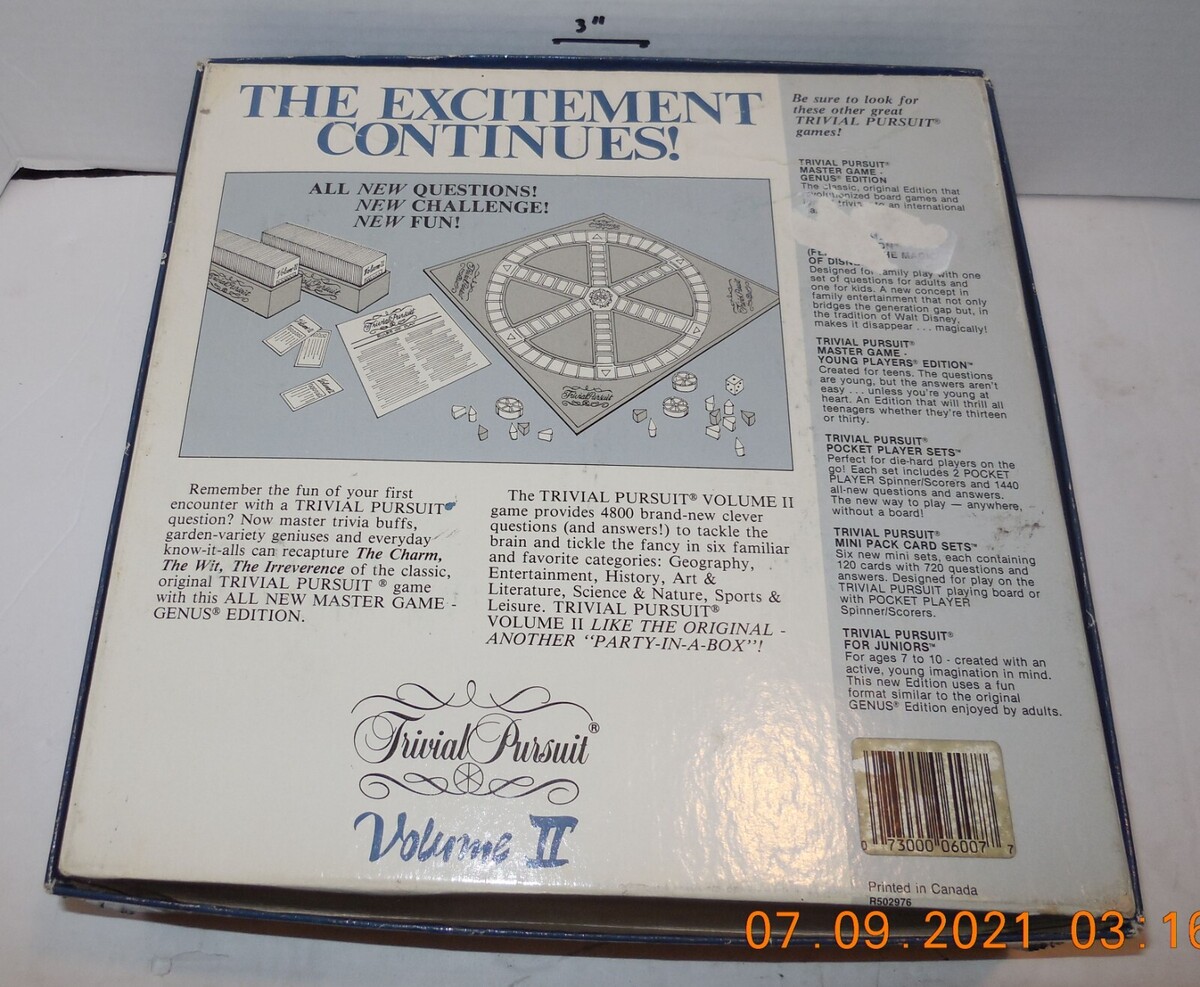 3"
THE EXCITEMENT
CONTINUES!
ALL NEW QUESTIONS!
NEW CHALLENGE!
NEW FUN!
Trivial Pursuit
Trivial Pursuit
Remember the fun of your first
encounter with a TRIVIAL PURSUIT®
question? Now master trivia buffs,
garden-variety geniuses and everyday
know-it-alls can recapture The Charm,
The Wit, The Irreverence of the classic,
original TRIVIAL PURSUIT ® game
with this ALL NEW MASTER GAME -
GENUS® EDITION.
The TRIVIAL PURSUIT® VOLUME II
game provides 4800 brand-new clever
questions (and answers!) to tackle the
brain and tickle the fancy in six familiar
and favorite categories: Geography,
Entertainment, History, Art &
Literature, Science & Nature, Sports &
Leisure. TRIVIAL PURSUIT®
VOLUME II LIKE THE ORIGINAL -
ANOTHER "PARTY-IN-A-BOX"!
Trivial Pursuit®
Volume II
Be sure to look for
these other great
TRIVIAL PURSUIT®
games!
TRIVIAL PURSUIT®
MASTER GAME -
GENUS® EDITION
The classic, original Edition that
board games and
an international
OF
Designed for family play with one
set of questions for adults and
one for kids. A new concept in
family entertainment that not only
bridges the generation gap but, in
the tradition of Walt Disney,
makes it disappear . . . magically!
TRIVIAL PURSUIT®
MASTER GAME -
YOUNG PLAYERS® EDITION™
Created for teens. The questions
are young, but the answers aren't
easy . . . unless you're young at
heart. An Edition that will thrill all
teenagers whether they're thirteen
or thirty.
TRIVIAL PURSUIT®
POCKET PLAYER SETS™
Perfect for die-hard players on the
go! Each set includes 2 POCKET
PLAYER Spinner/Scorers and 1440
all-new questions and answers.
The new way to play — anywhere,
without a board!
TRIVIAL PURSUIT®
MINI PACK CARD SETS™
Six new mini sets, each containing
120 cards with 720 questions and
answers. Designed for play on the
TRIVIAL PURSUIT playing board or
with POCKET PLAYER
Spinner/Scorers.
TRIVIAL PURSUIT®
FOR JUNIORS™
For ages 7 to 10 - created with an
active, young imagination in mind.
This new Edition uses a fun
format similar to the original
GENUS® Edition enjoyed by adults.
0 73000 06007 7
Printed in Canada
R502976
07.09.2021 03:16